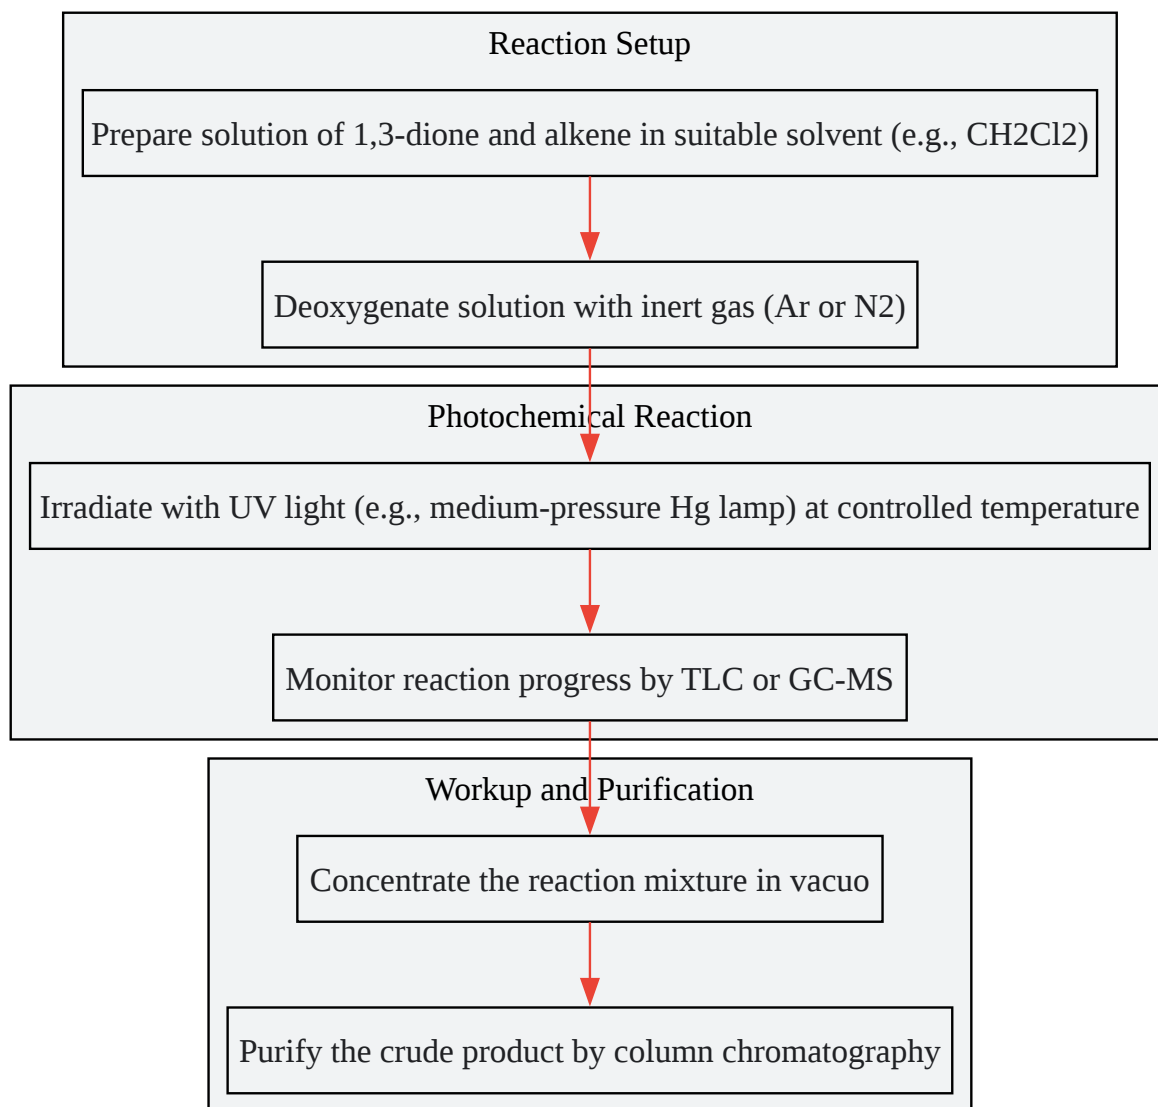 Reaction Setup
Prepare solution of 1,3-dione and alkene in suitable solvent (e.g., CH2Cl2)
Deoxygenate solution with inert gas (Ar or N2)
Photochemical Reaction
Irradiate with UV light (e.g., medium-pressure Hg lamp) at controlled temperature
Monitor reaction progress by TLC or GC-MS
Workup and Purification
Concentrate the reaction mixture in vacuo
Purify the crude product by column chromatography